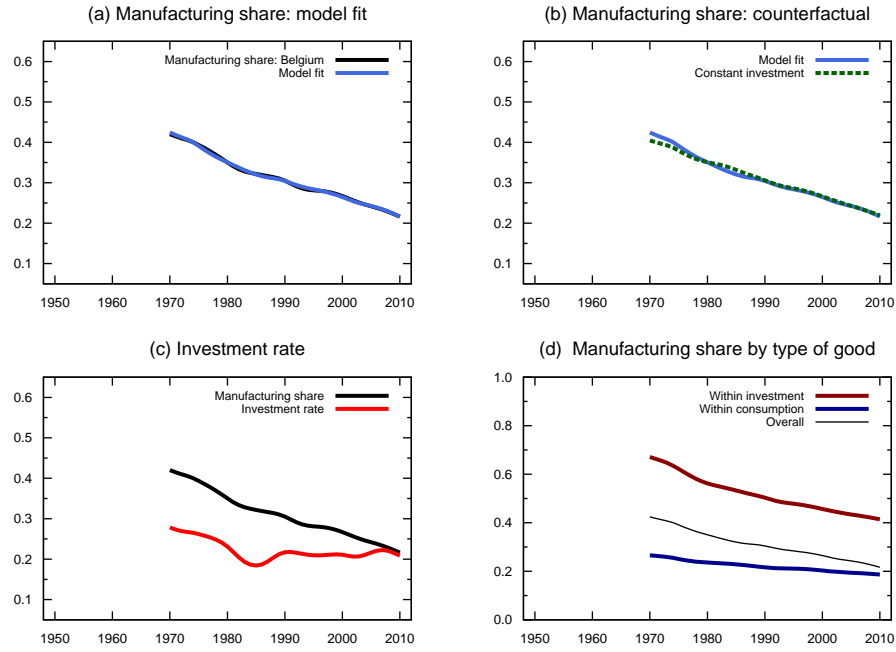 (a) Manufacturing share: model fit
0.6
0.5
0.4
0.3
0.2
0.1
Manufacturing share: Belgium
Model fit
1950 1960 1970 1980 1990 2000 2010
(b) Manufacturing share: counterfactual
0.6
0.5
0.4
0.3
0.2
0.1
Model fit
Constant investment
1950 1960 1970 1980 1990 2000 2010
(c) Investment rate
0.6
0.5
0.4
0.3
0.2
0.1
Manufacturing share
Investment rate
1950 1960 1970 1980 1990 2000 2010
(d) Manufacturing share by type of good
1.0
0.8
0.6
0.4
0.2
0.0
Within investment
Within consumption
Overall
1950 1960 1970 1980 1990 2000 2010